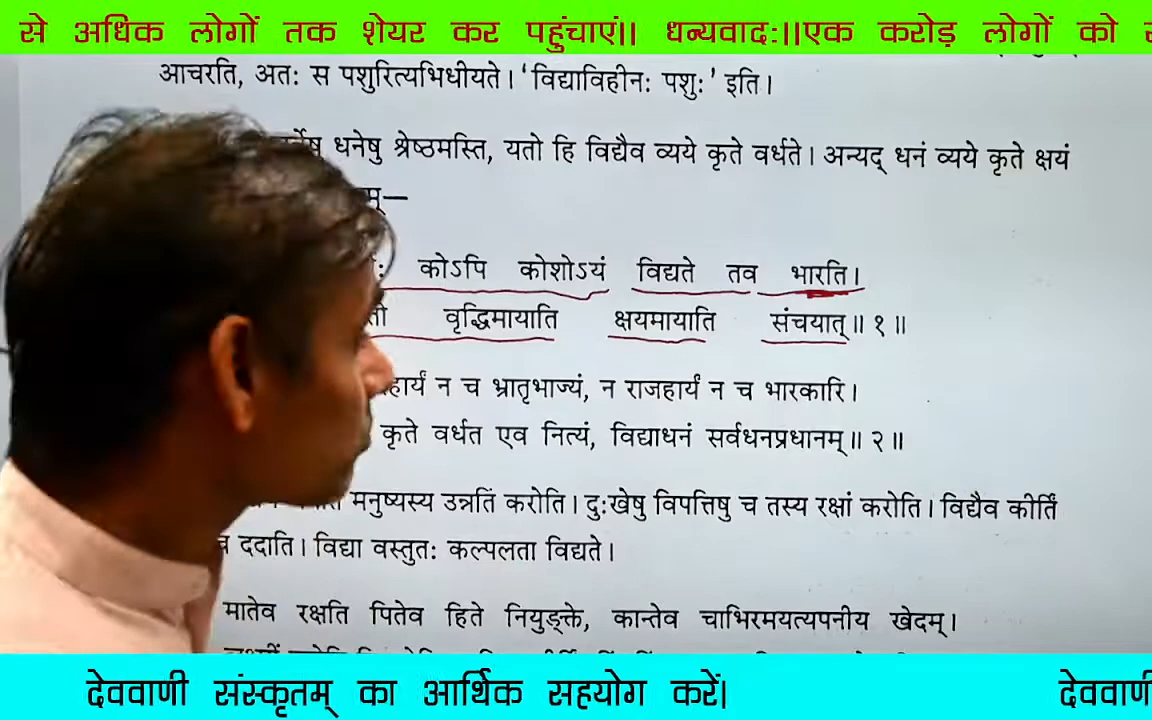 से अधिक लोगों तक शेयर कर पहुंचाएं॥ धन्यवादः॥एक करोड़ लोगों को
आचरति, अतः स पशुरित्यभिधीयते। 'विद्याविहीनः पशुः' इति।
धनेषु श्रेष्ठमस्ति, यतो हि विद्यैव व्यये कृते वर्धते। अन्यद् धनं व्यये कृते क्षयं
म्—
कोऽपि कोशोऽयं विद्यते तव भारति।
वृद्धिमायाति क्षयमायाति संचयात्॥ १॥
हार्यं न च भ्रातृभाज्यं, न राजहार्यं न च भारकारि।
कृते वर्धत एव नित्यं, विद्याधनं सर्वधनप्रधानम्॥ २॥
मनुष्यस्य उन्नतिं करोति। दुःखेषु विपत्तिषु च तस्य रक्षां करोति। विद्यैव कीर्तिं
ददाति। विद्या वस्तुतः कल्पलता विद्यते।
मातेव रक्षति पितेव हिते नियुङ्क्ते, कान्तेव चाभिरमयत्यपनीय खेदम्।
देववाणी संस्कृतम् का आर्थिक सहयोग करें। देववाणी